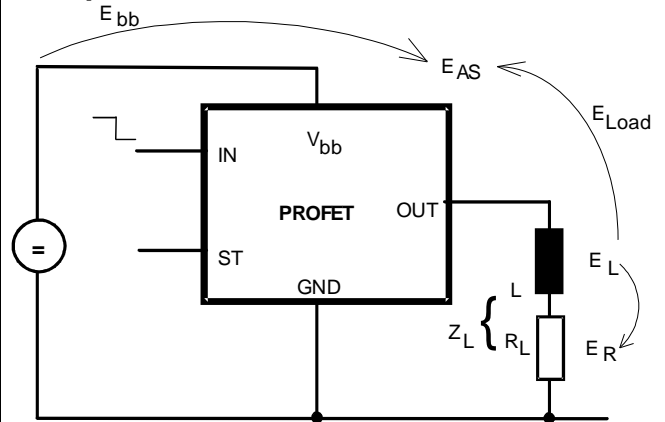 E bb
E AS
E Load
V bb
IN
PROFET
OUT
=
ST
GND
E L
L
Z L { R L
E R